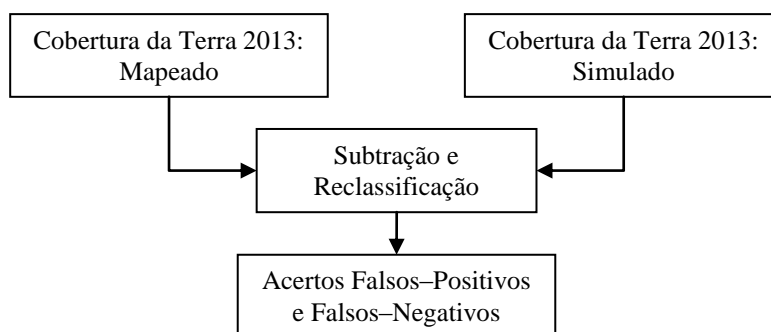 Cobertura da Terra 2013:
Mapeado
Cobertura da Terra 2013:
Simulado
Subtração e
Reclassificação
Acertos Falsos–Positivos
e Falsos–Negativos